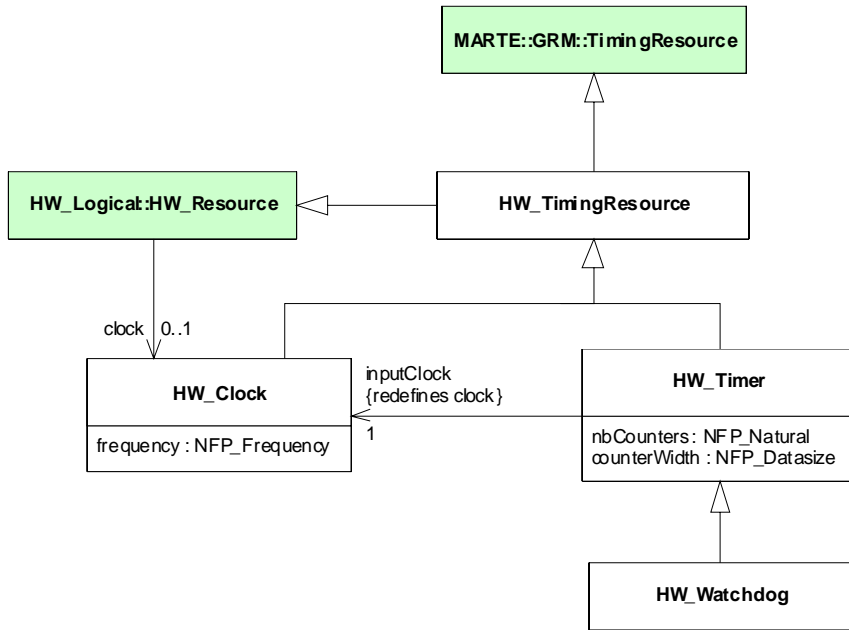 MARTE::GRM::TimingResource
HW_Logical::HW_Resource
HW_TimingResource
clock 0..1
HW_Clock
frequency : NFP_Frequency
inputClock
{redefines clock}
1
HW_Timer
nbCounters : NFP_Natural
counterWidth : NFP_Datasize
HW_Watchdog